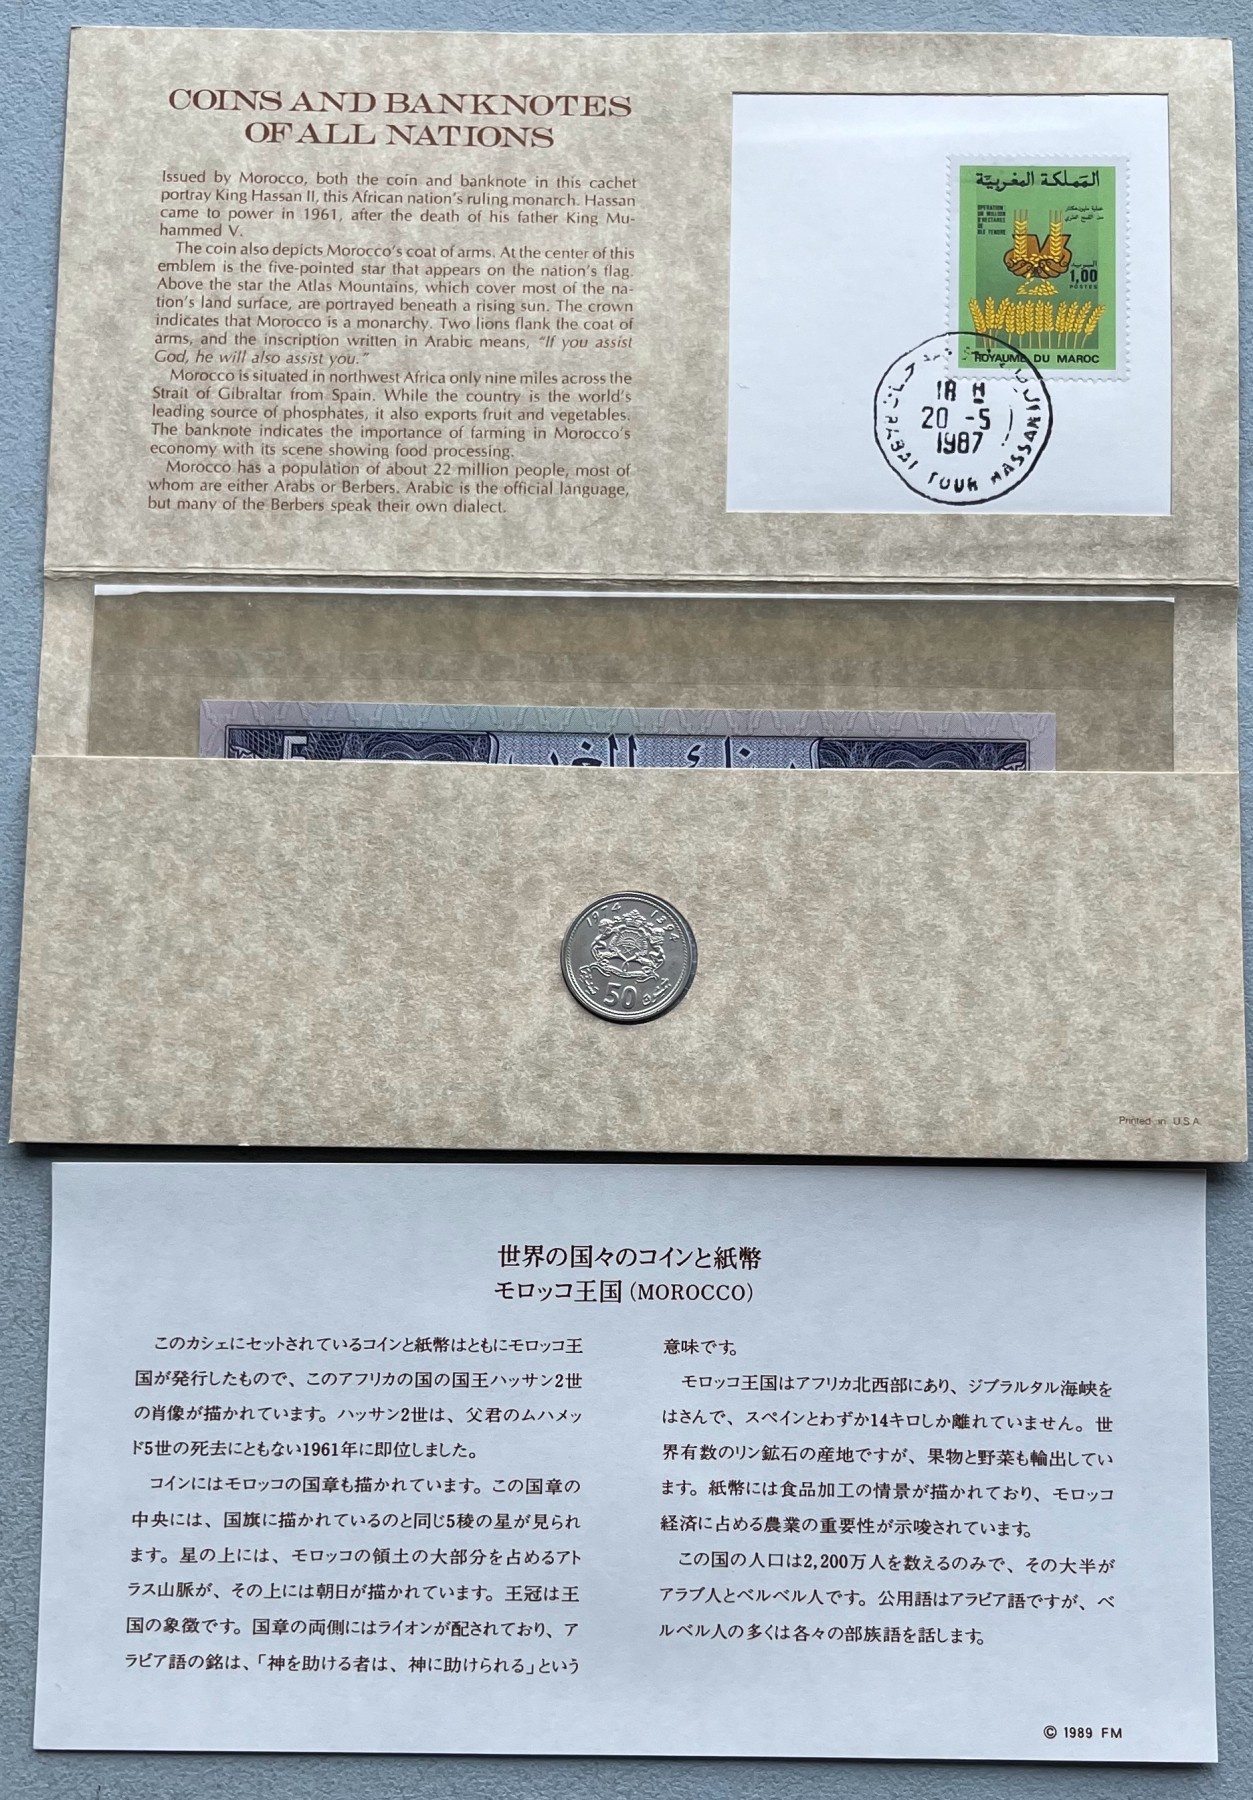 COINS AND BANKNOTES
OF ALL NATIONS
Issued by Morocco, both the coin and banknote in this cachet
portray King Hassan II, this African nation's ruling monarch. Hassan
came to power in 1961, after the death of his father King Mu-
hammed V.
The coin also depicts Morocco's coat of arms. At the center of this
emblem is the five-pointed star that appears on the nation's flag.
Above the star the Atlas Mountains, which cover most of the na-
tion's land surface, are portrayed beneath a rising sun. The crown
indicates that Morocco is a monarchy. Two lions flank the coat of
arms, and the inscription written in Arabic means, "If you assist
God, he will also assist you."
Morocco is situated in northwest Africa only nine miles across the
Strait of Gibraltar from Spain. While the country is the world's
leading source of phosphates, it also exports fruit and vegetables.
The banknote indicates the importance of farming in Morocco's
economy with its scene showing food processing.
Morocco has a population of about 22 million people, most of
whom are either Arabs or Berbers. Arabic is the official language,
but many of the Berbers speak their own dialect.
المملكة المغربية
OPERATION
UN MILLION
D'HECTARES
DE
BLE TENDRE
عملية مليون هكتار
من القمح الطري
البريد
1,00
POSTES
ROYAUME DU MAROC
18 H
20 -5
1987
TOUR HASSAN
5
بنك المغرب
1974 1394
50
Printed in U.S.A.
世界の国々のコインと紙幣
モロッコ王国(MOROCCO)
このカシェにセットされているコインと紙幣はともにモロッコ王
国が発行したもので、このアフリカの国の国王ハッサン2世
の肖像が描かれています。ハッサン2世は、父君のムハメッ
ド5世の死去にともない1961年に即位しました。
コインにはモロッコの国章も描かれています。この国章の
中央には、国旗に描かれているのと同じ5稜の星が見られ
ます。星の上には、モロッコの領土の大部分を占めるアト
ラス山脈が、その上には朝日が描かれています。王冠は王
国の象徴です。国章の両側にはライオンが配されており、ア
ラビア語の銘は、「神を助ける者は、神に助けられる」という
意味です。
モロッコ王国はアフリカ北西部にあり、ジブラルタル海峡を
はさんで、スペインとわずか14キロしか離れていません。世
界有数のリン鉱石の産地ですが、果物と野菜も輸出してい
ます。紙幣には食品加工の情景が描かれており、モロッコ
経済に占める農業の重要性が示唆されています。
この国の人口は2,200万人を数えるのみで、その大半が
アラブ人とベルベル人です。公用語はアラビア語ですが、ベ
ルベル人の多くは各々の部族語を話します。
© 1989 FM